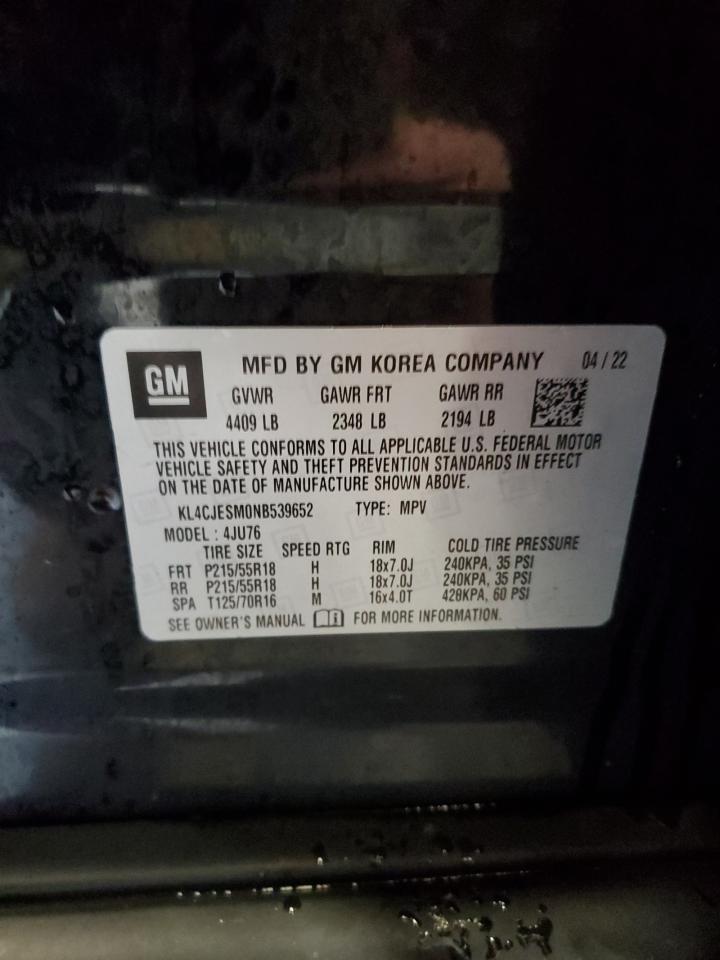 GM
MFD BY GM KOREA COMPANY 04 / 22
GVWR GAWR FRT GAWR RR
4409 LB 2348 LB 2194 LB
THIS VEHICLE CONFORMS TO ALL APPLICABLE U.S. FEDERAL MOTOR
VEHICLE SAFETY AND THEFT PREVENTION STANDARDS IN EFFECT
ON THE DATE OF MANUFACTURE SHOWN ABOVE.
KL4CJESM0NB539652 TYPE: MPV
MODEL : 4JU76
TIRE SIZE SPEED RTG RIM COLD TIRE PRESSURE
FRT P215/55R18 H 18x7.0J 240KPA, 35 PSI
RR P215/55R18 H 18x7.0J 240KPA, 35 PSI
SPA T125/70R16 M 16x4.0T 420KPA, 60 PSI
SEE OWNER'S MANUAL FOR MORE INFORMATION.